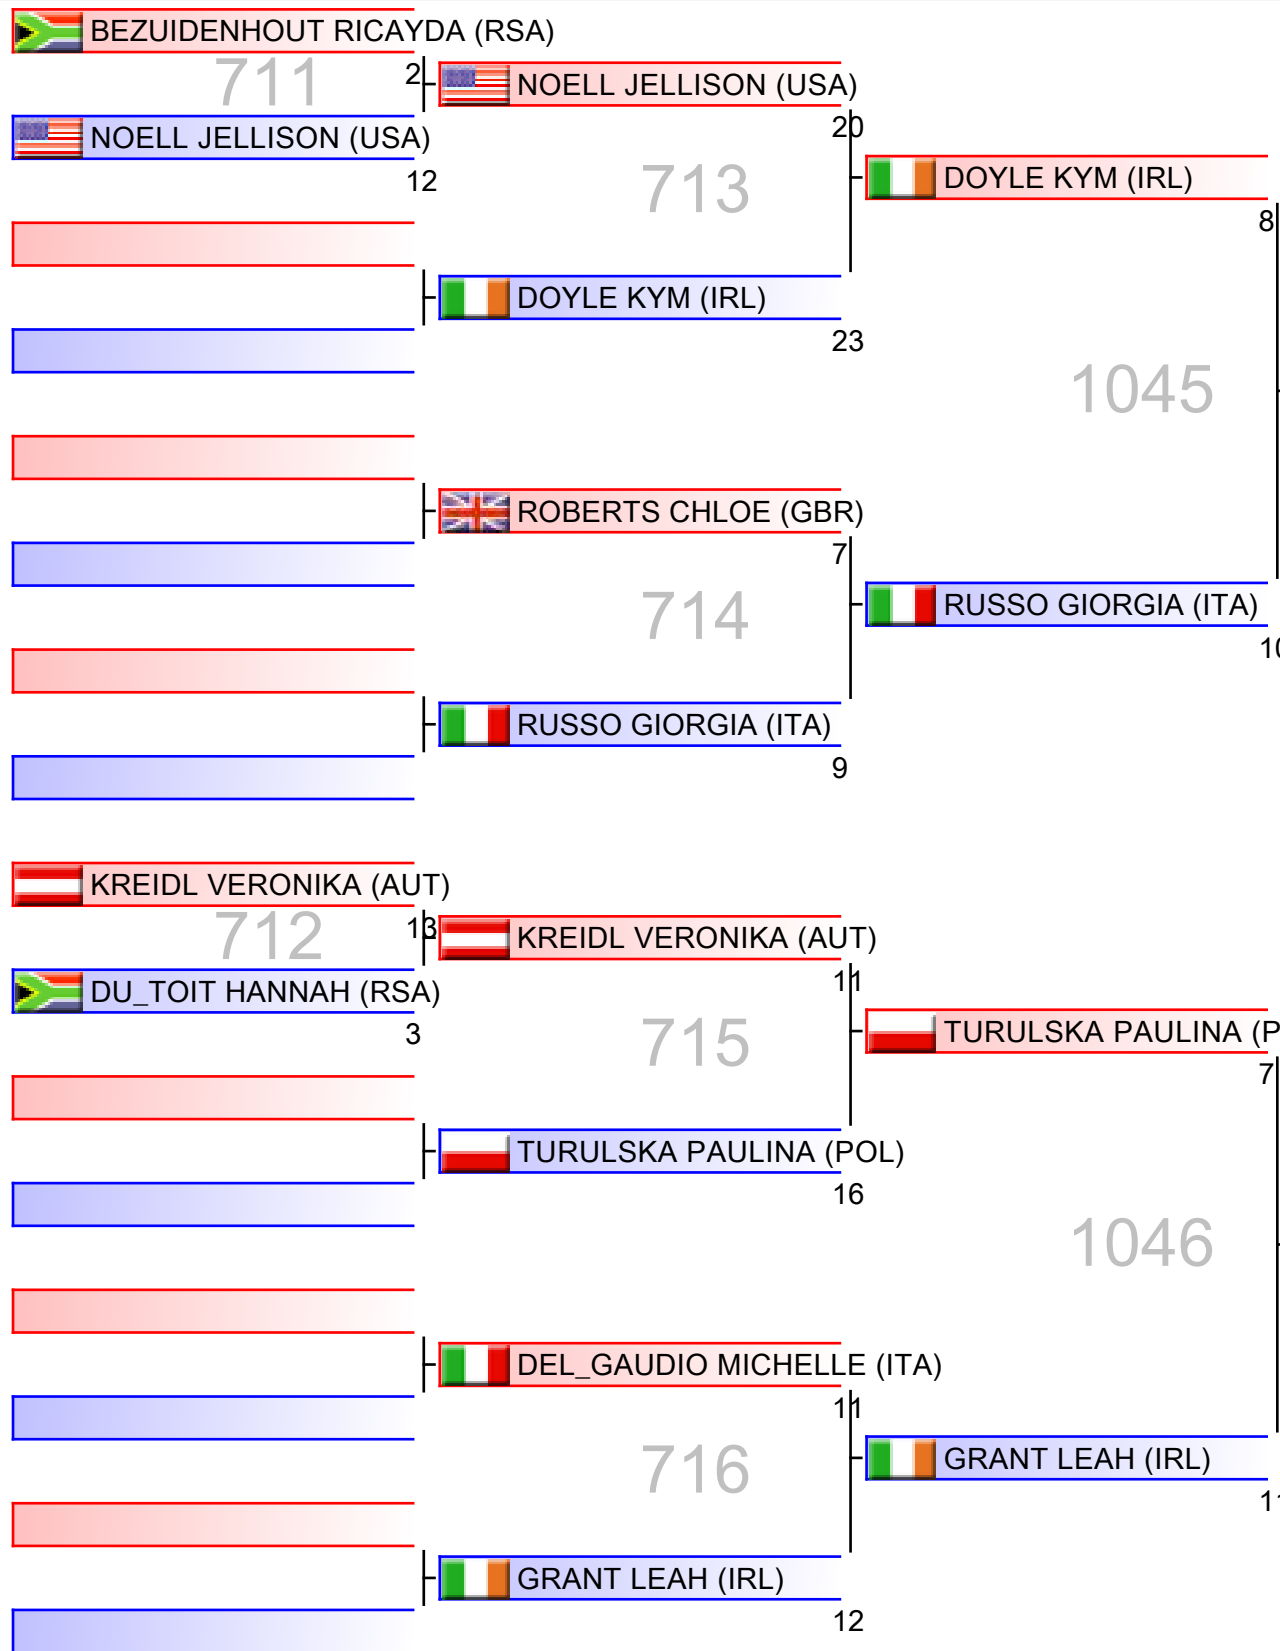 BEZUIDENHOUT RICAYDA (RSA)
711
2
NOELL JELLISON (USA)
NOELL JELLISON (USA)
20
12
713
DOYLE KYM (IRL)
8
DOYLE KYM (IRL)
23
1045
ROBERTS CHLOE (GBR)
7
714
RUSSO GIORGIA (ITA)
10
RUSSO GIORGIA (ITA)
9
KREIDL VERONIKA (AUT)
712
13
KREIDL VERONIKA (AUT)
11
DU_TOIT HANNAH (RSA)
3
715
TURULSKA PAULINA (P
7
TURULSKA PAULINA (POL)
16
1046
DEL_GAUDIO MICHELLE (ITA)
11
716
GRANT LEAH (IRL)
11
GRANT LEAH (IRL)
12